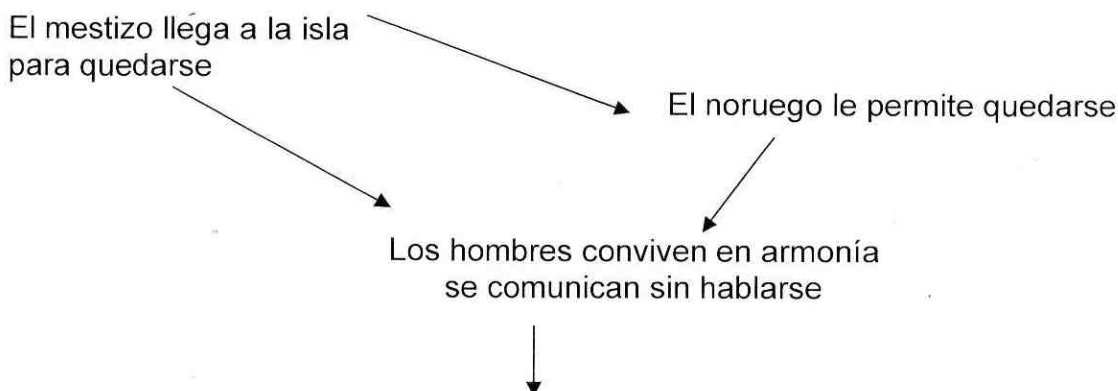 El mestizo llega a la isla
para quedarse
El noruego le permite quedarse
Los hombres conviven en armonía
se comunican sin hablarse